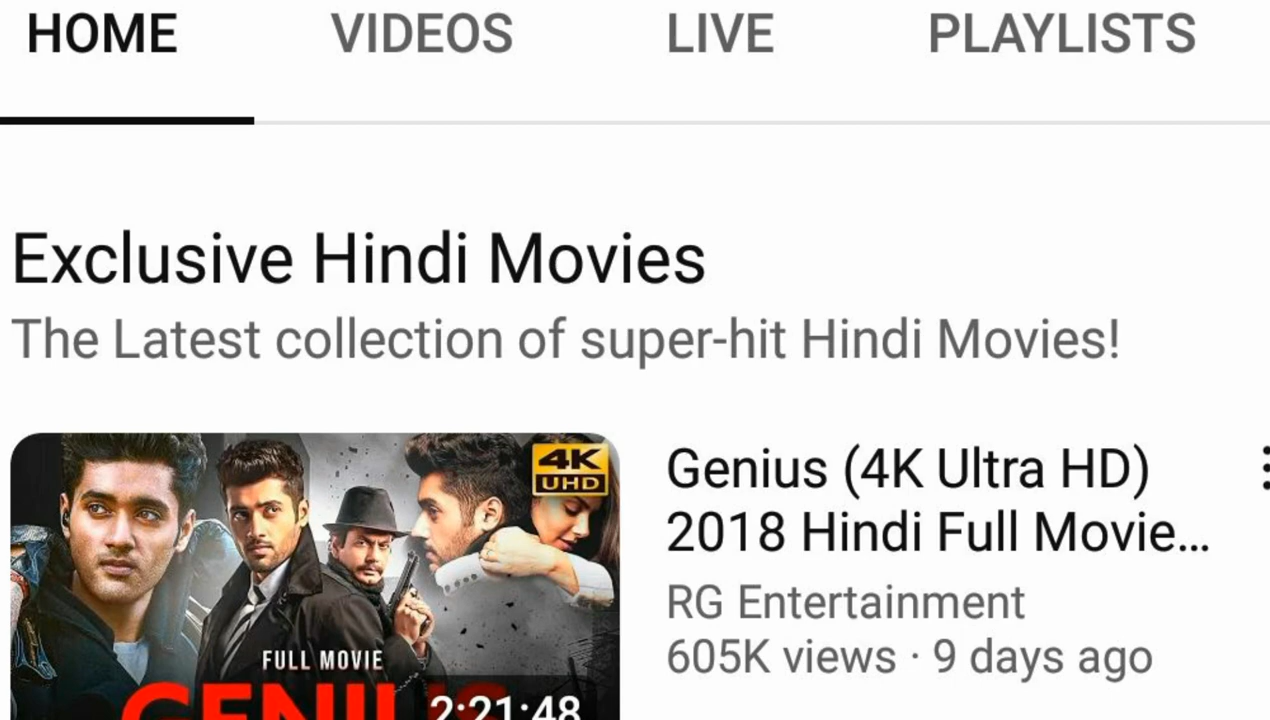 HOME VIDEOS LIVE PLAYLISTS
Exclusive Hindi Movies
The Latest collection of super-hit Hindi Movies!
4K
UHD
FULL MOVIE
GENIUS
2:21:48
Genius (4K Ultra HD)
2018 Hindi Full Movie...
RG Entertainment
605K views · 9 days ago